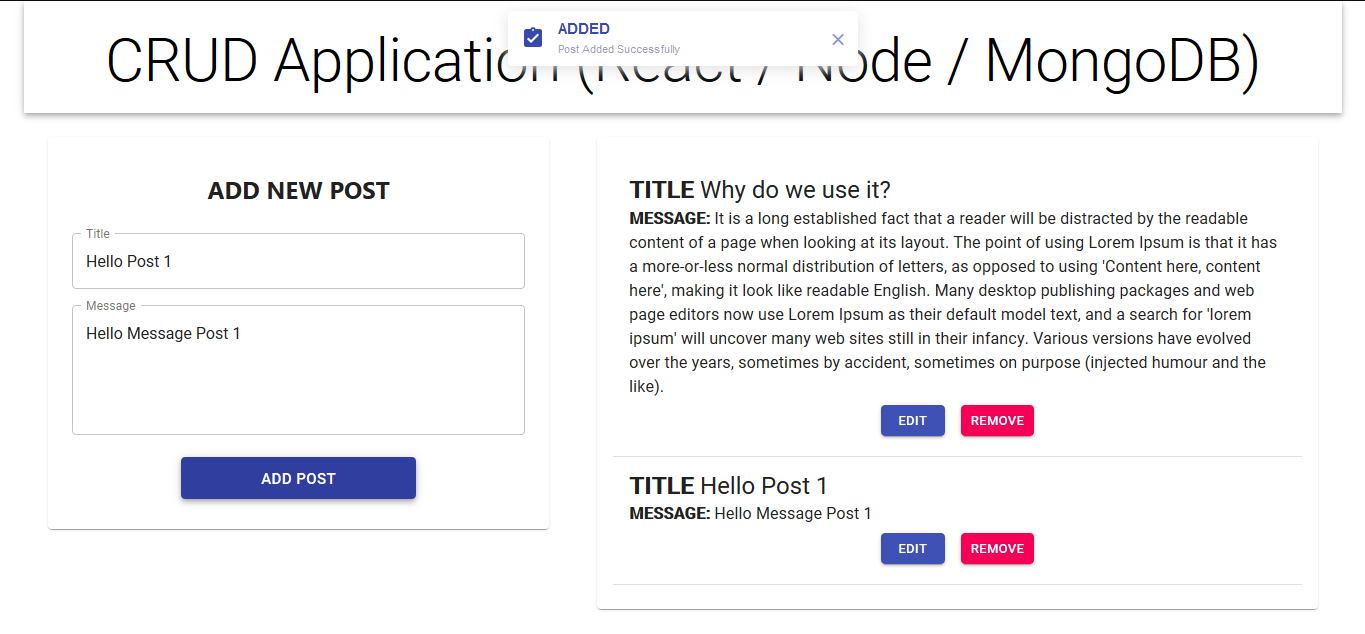 ADDED
Post Added Successfully
CRUD Application (React / Node / MongoDB)
ADD NEW POST
Title
Hello Post 1
Message
Hello Message Post 1
ADD POST
TITLE Why do we use it?
MESSAGE: It is a long established fact that a reader will be distracted by the readable
content of a page when looking at its layout. The point of using Lorem Ipsum is that it has
a more-or-less normal distribution of letters, as opposed to using 'Content here, content
here', making it look like readable English. Many desktop publishing packages and web
page editors now use Lorem Ipsum as their default model text, and a search for 'lorem
ipsum' will uncover many web sites still in their infancy. Various versions have evolved
over the years, sometimes by accident, sometimes on purpose (injected humour and the
like).
EDIT REMOVE
TITLE Hello Post 1
MESSAGE: Hello Message Post 1
EDIT REMOVE